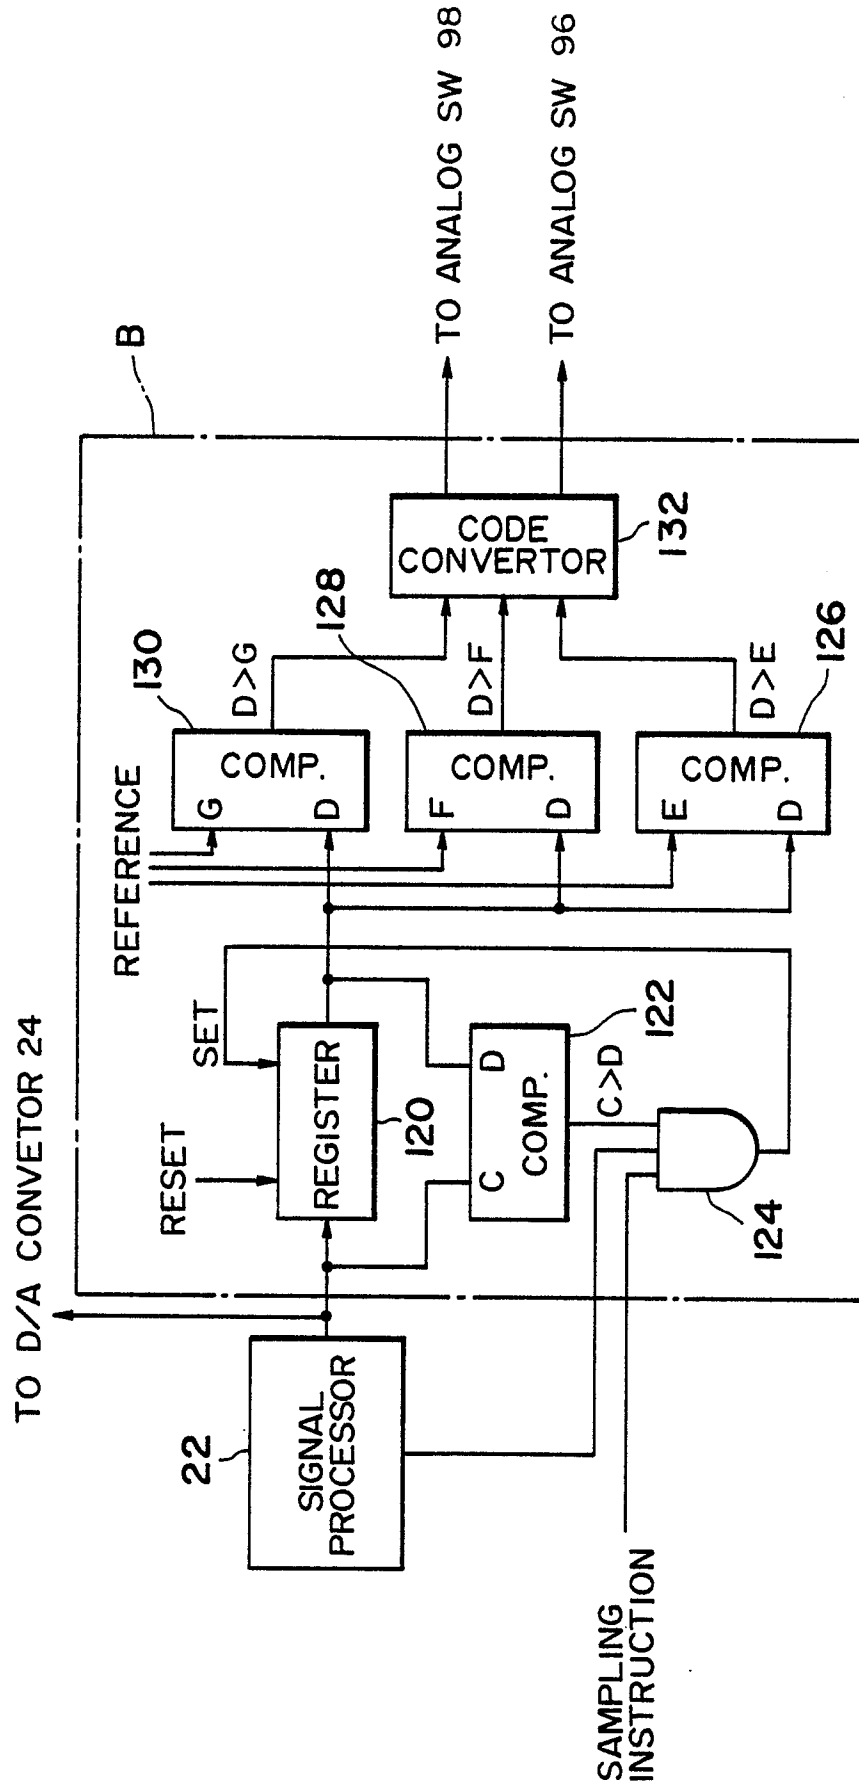 TO D/A CONVETOR 24
B
REFERENCE
RESET
SET
130
128
126
G
D
COMP.
D>G
F
D
COMP.
D>F
E
D
COMP.
D>E
CODE
CONVERTOR
132
TO ANALOG SW 98
TO ANALOG SW 96
22
SIGNAL
PROCESSOR
REGISTER
120
C
D
COMP.
122
C>D
124
SAMPLING
INSTRUCTION